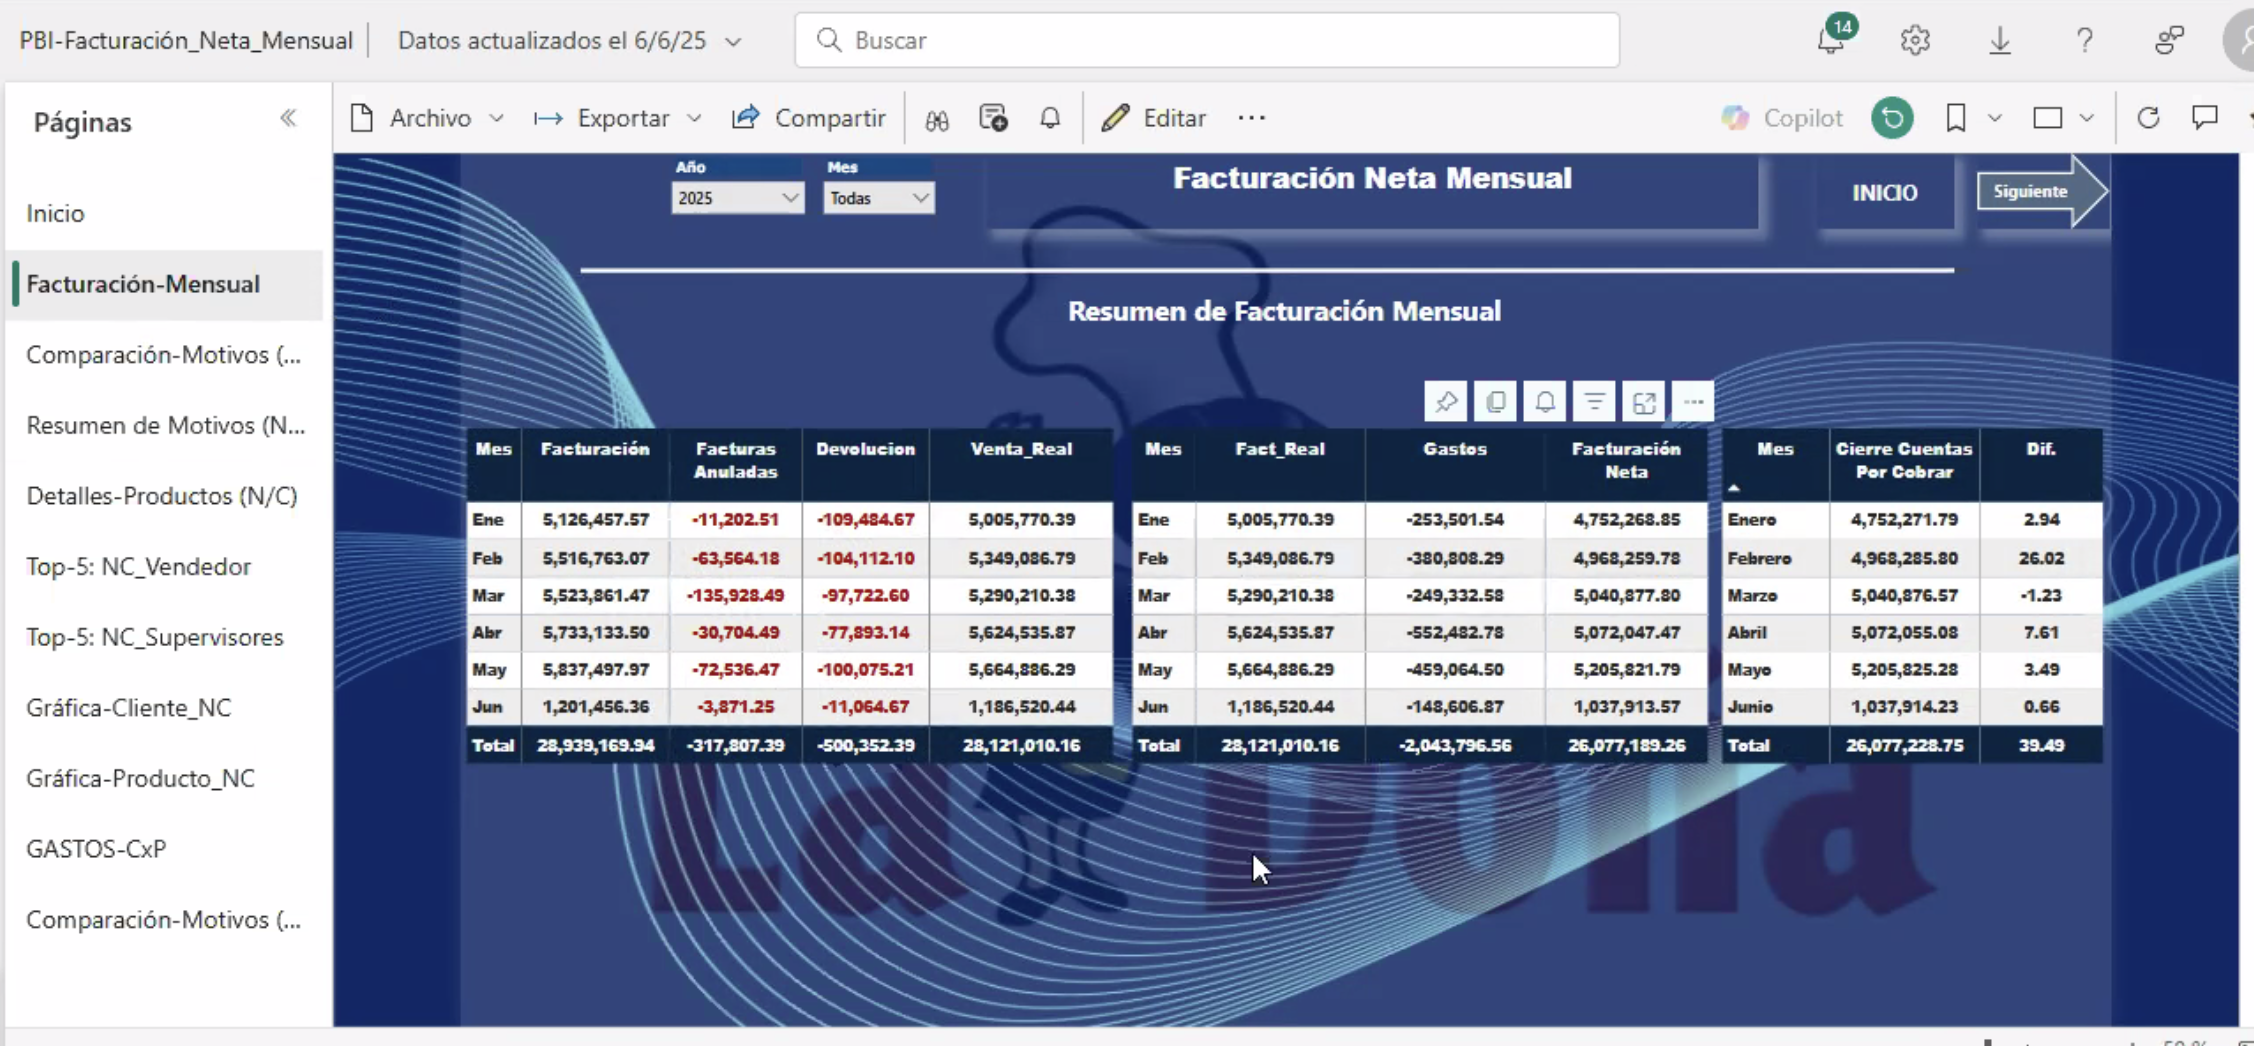 PBI-Facturación_Neta_Mensual | Datos actualizados el 6/6/25
Buscar
14
Páginas
Archivo Exportar Compartir Editar ... Copilot
Inicio
Facturación-Mensual
Comparación-Motivos (...
Resumen de Motivos (N...
Detalles-Productos (N/C)
Top-5: NC_Vendedor
Top-5: NC_Supervisores
Gráfica-Cliente_NC
Gráfica-Producto_NC
GASTOS-CxP
Comparación-Motivos (...
Año Mes
2025 Todas
Facturación Neta Mensual
INICIO
Siguiente
Resumen de Facturación Mensual
Mes Facturación Facturas Anuladas Devolucion Venta_Real
Ene 5,126,457.57 -11,202.51 -109,484.67 5,005,770.39
Feb 5,516,763.07 -63,564.18 -104,112.10 5,349,086.79
Mar 5,523,861.47 -135,928.49 -97,722.60 5,290,210.38
Abr 5,733,133.50 -30,704.49 -77,893.14 5,624,535.87
May 5,837,497.97 -72,536.47 -100,075.21 5,664,886.29
Jun 1,201,456.36 -3,871.25 -11,064.67 1,186,520.44
Total 28,939,169.94 -317,807.39 -500,352.39 28,121,010.16
Mes Fact_Real Gastos Facturación Neta
Ene 5,005,770.39 -253,501.54 4,752,268.85
Feb 5,349,086.79 -380,808.29 4,968,259.78
Mar 5,290,210.38 -249,332.58 5,040,877.80
Abr 5,624,535.87 -552,482.78 5,072,047.47
May 5,664,886.29 -459,064.50 5,205,821.79
Jun 1,186,520.44 -148,606.87 1,037,913.57
Total 28,121,010.16 -2,043,796.56 26,077,189.26
Mes Cierre Cuentas Por Cobrar Dif.
Enero 4,752,271.79 2.94
Febrero 4,968,285.80 26.02
Marzo 5,040,876.57 -1.23
Abril 5,072,055.08 7.61
Mayo 5,205,825.28 3.49
Junio 1,037,914.23 0.66
Total 26,077,228.75 39.49
La Doña